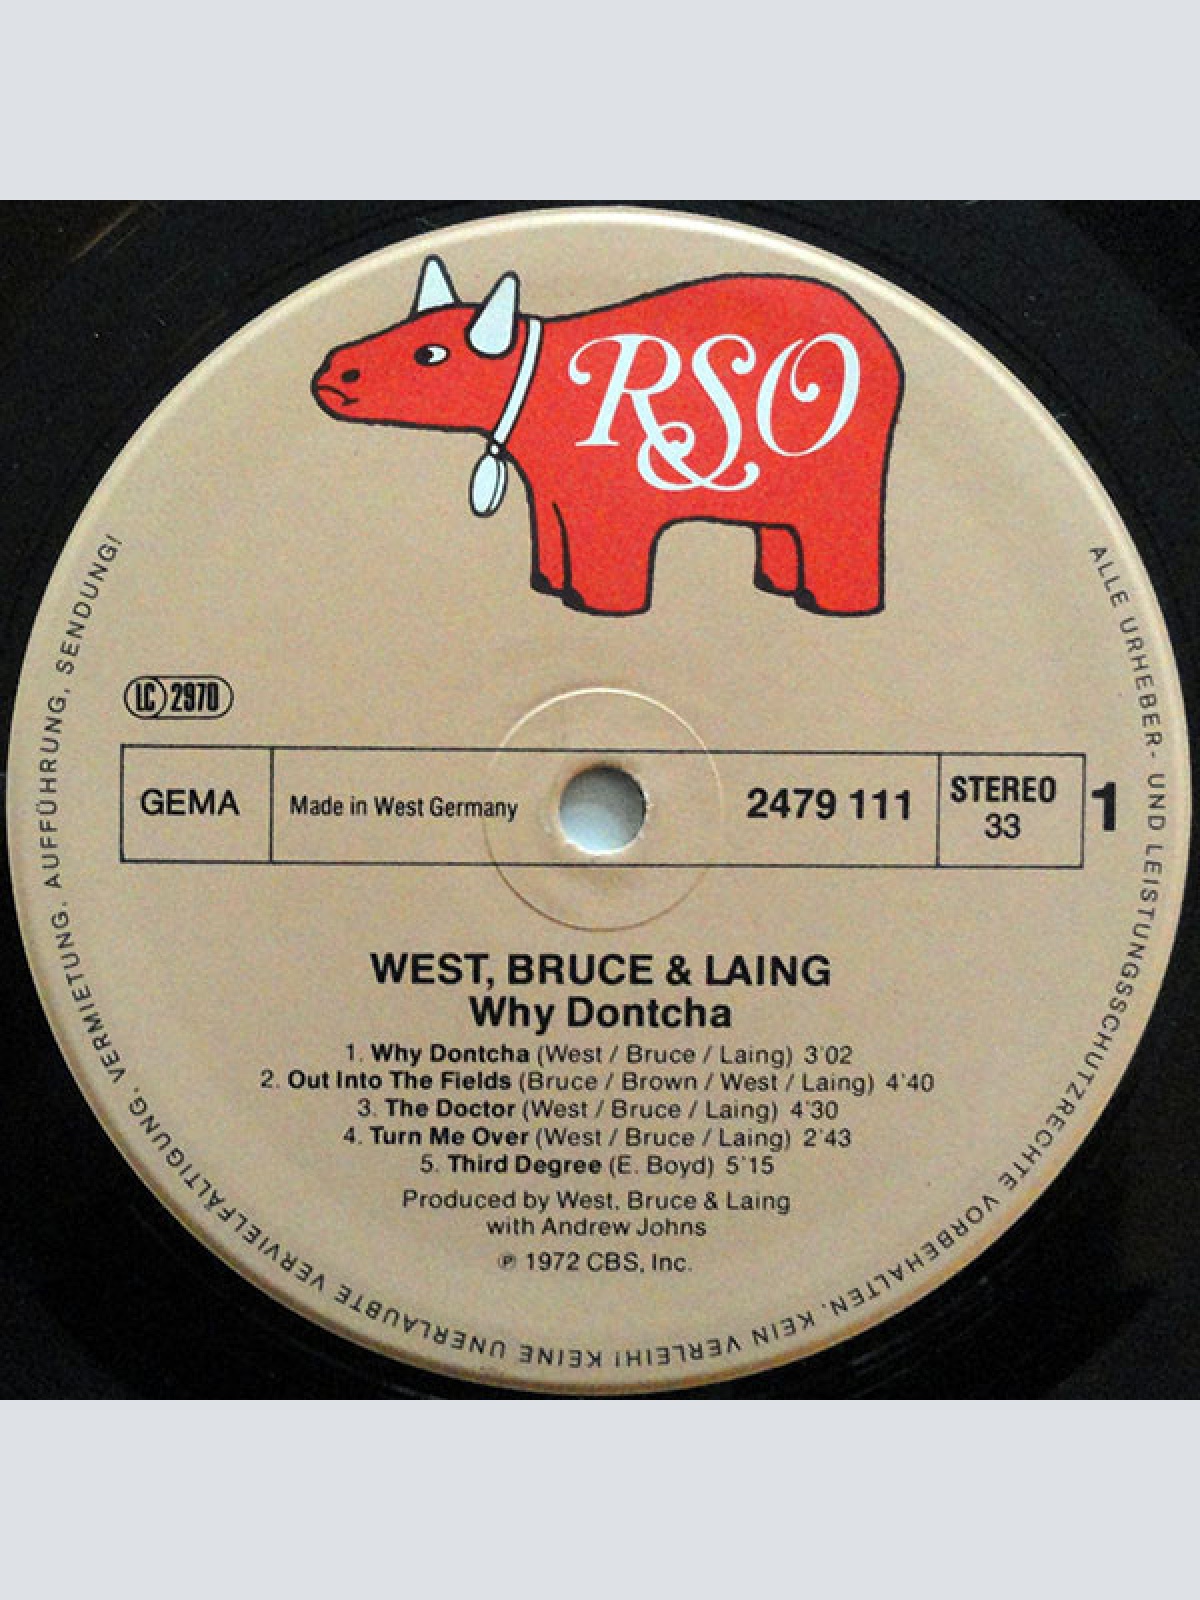 RSO
LC 2970
GEMA
Made in West Germany
2479 111
STEREO
33
1
WEST, BRUCE & LAING
Why Dontcha
1. Why Dontcha (West / Bruce / Laing) 3'02
2. Out Into The Fields (Bruce / Brown / West / Laing) 4'40
3. The Doctor (West / Bruce / Laing) 4'30
4. Turn Me Over (West / Bruce / Laing) 2'43
5. Third Degree (E. Boyd) 5'15
Produced by West, Bruce & Laing
with Andrew Johns
℗ 1972 CBS, Inc.
ALLE URHEBER- UND LEISTUNGSSCHUTZRECHTE VORBEHALTEN. KEIN VERLEIH! KEINE UNERLAUBTE VERVIELFÄLTIGUNG, VERMIETUNG, AUFFÜHRUNG, SENDUNG!